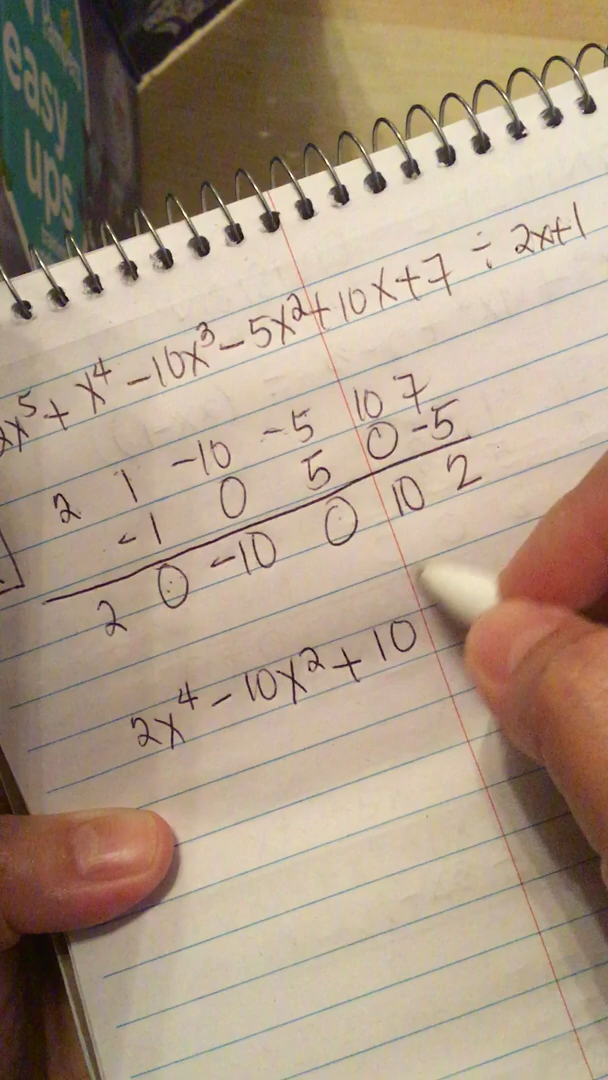 easy
ups
2x⁵ + x⁴ - 10x³ - 5x² + 10x + 7 ÷ 2x+1
2 1 -10 -5 10 7
-1 0 5 0 -5
2 0 -10 0 10 2
2x⁴ - 10x² + 10